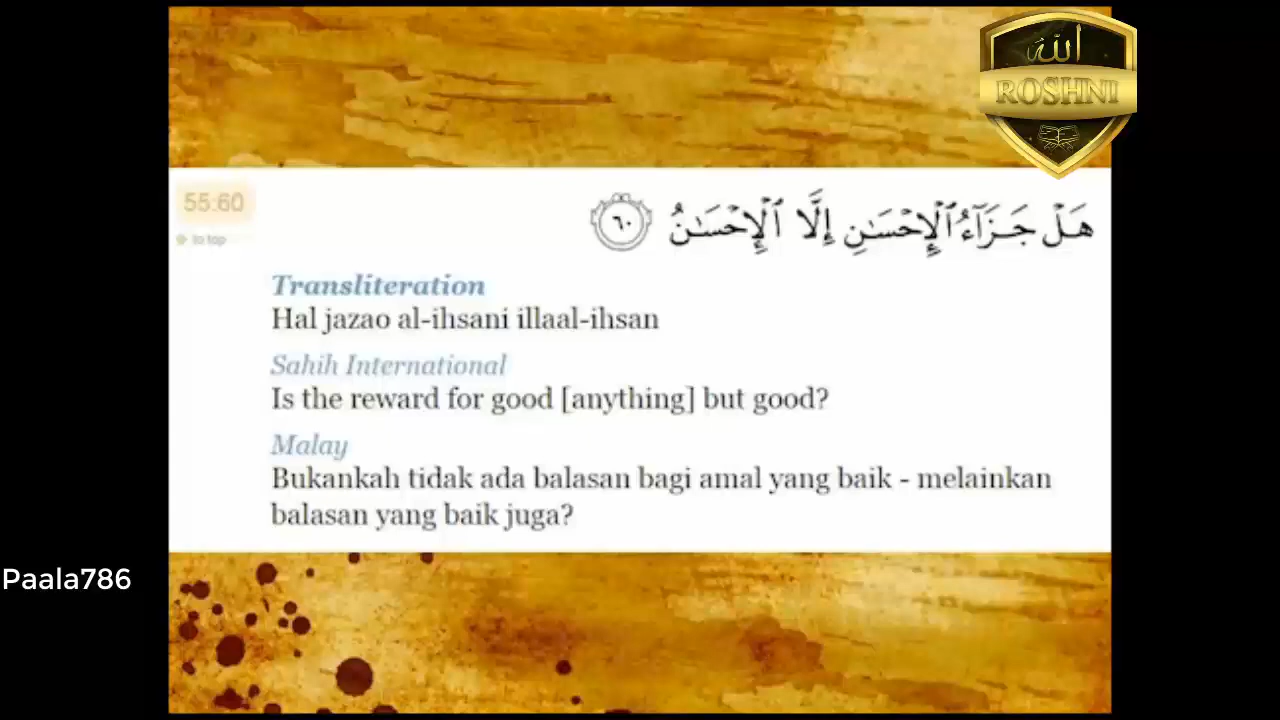 الله
ROSHNI
55:60
to top
هَلْ جَزَآءُ ٱلْإِحْسَـٰنِ إِلَّا ٱلْإِحْسَـٰنُ ٦٠
Transliteration
Hal jazao al-ihsani illaal-ihsan
Sahih International
Is the reward for good [anything] but good?
Malay
Bukankah tidak ada balasan bagi amal yang baik - melainkan
balasan yang baik juga?
Paala786